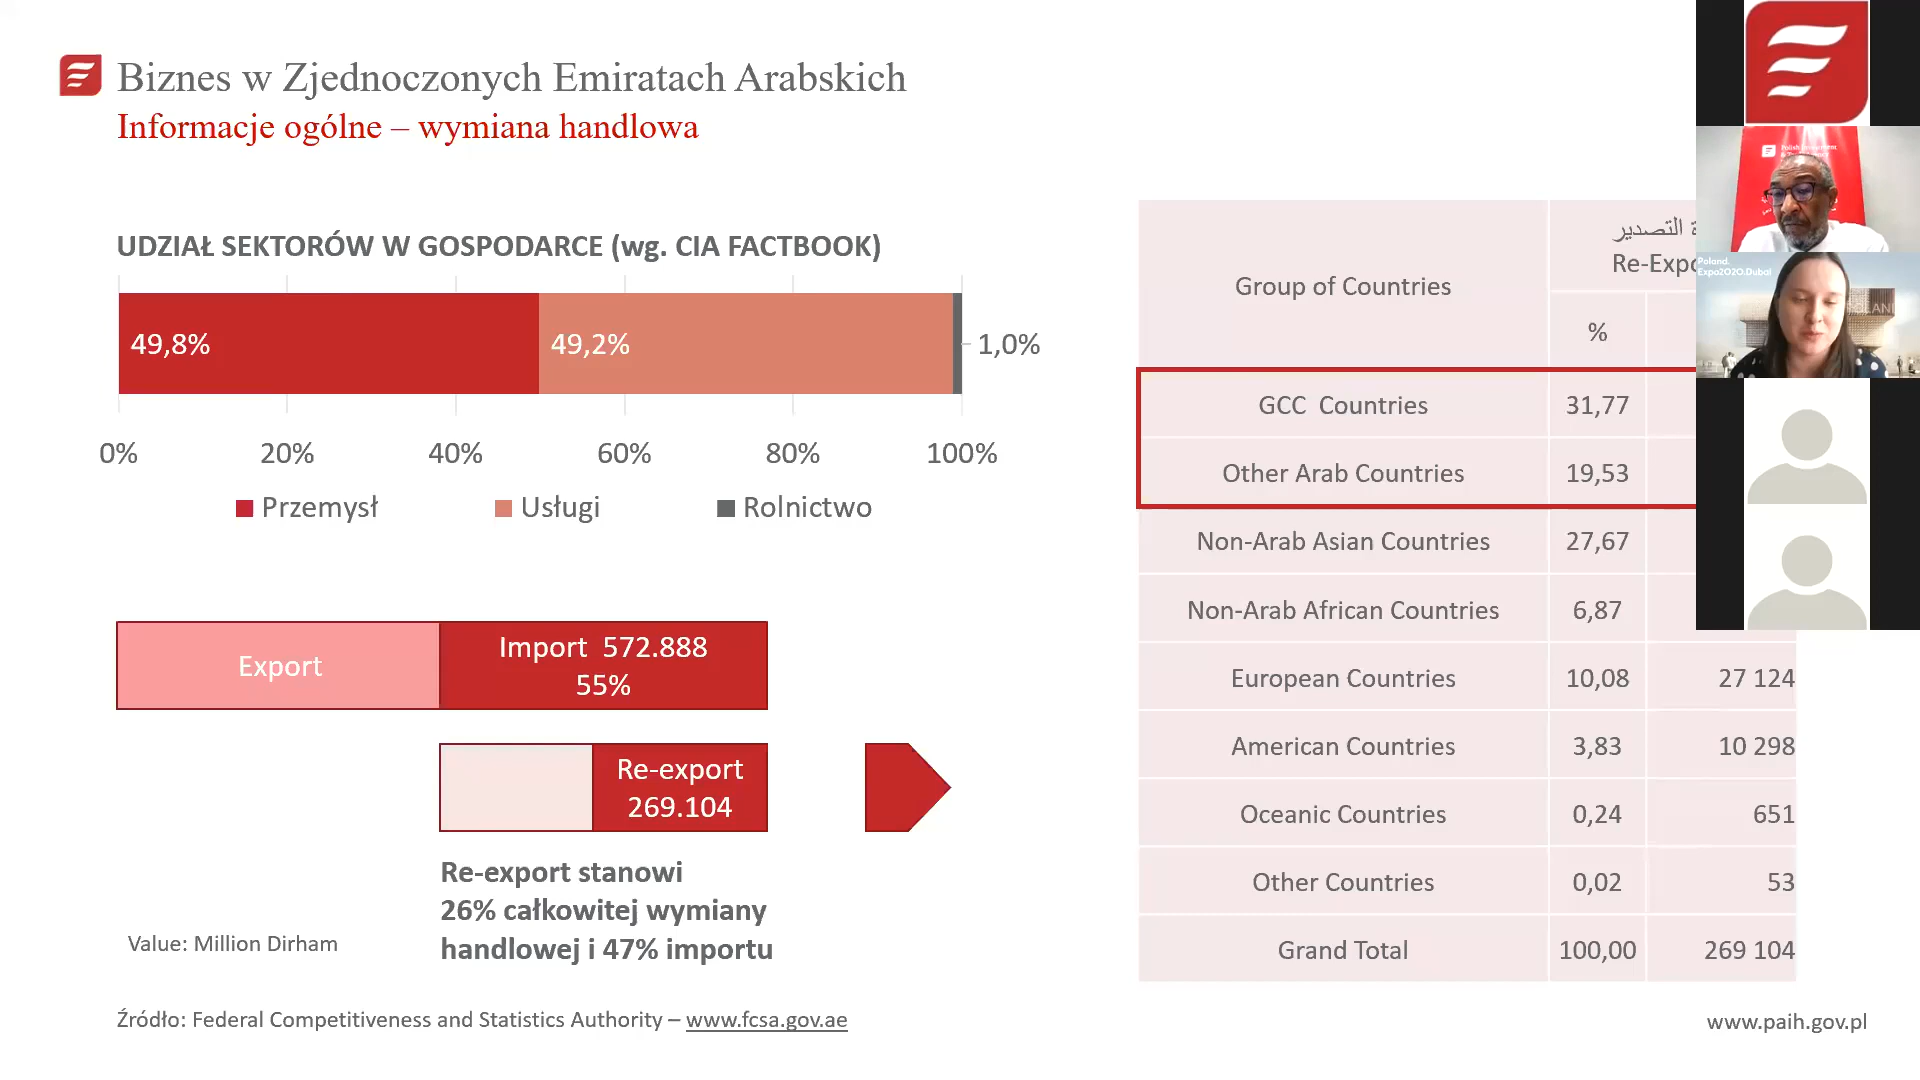 Biznes w Zjednoczonych Emiratach Arabskich
Informacje ogólne – wymiana handlowa
UDZIAŁ SEKTORÓW W GOSPODARCE (wg. CIA FACTBOOK)
49,8%
49,2%
1,0%
0%
20%
40%
60%
80%
100%
Przemysł
Usługi
Rolnictwo
Export
Import 572.888
55%
Re-export
269.104
Re-export stanowi
26% całkowitej wymiany
handlowej i 47% importu
Value: Million Dirham
Źródło: Federal Competitiveness and Statistics Authority – www.fcsa.gov.ae
Group of Countries
التصدير
%
GCC Countries 31,77
Other Arab Countries 19,53
Non-Arab Asian Countries 27,67
Non-Arab African Countries 6,87
European Countries 10,08 27 124
American Countries 3,83 10 298
Oceanic Countries 0,24 651
Other Countries 0,02 53
Grand Total 100,00 269 104
www.paih.gov.pl
Poland.
Expo2020.Dubai